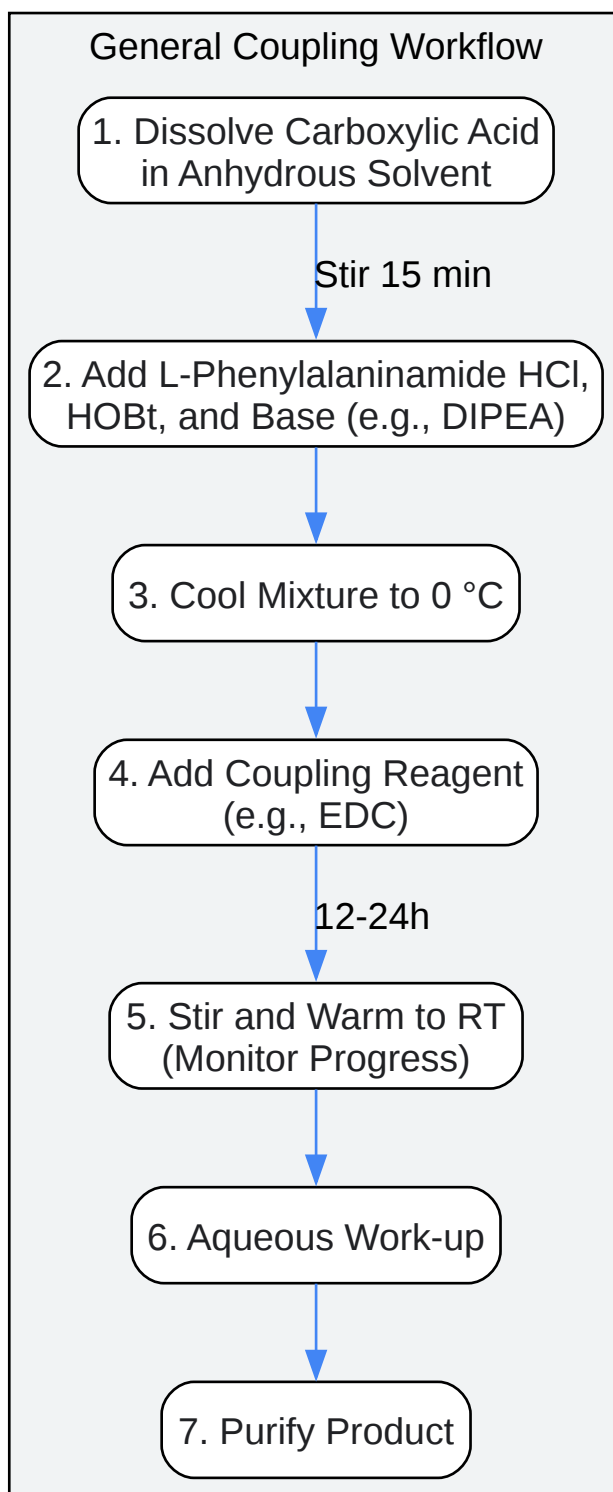 General Coupling Workflow
1. Dissolve Carboxylic Acid
in Anhydrous Solvent
Stir 15 min
2. Add L-Phenylalaninamide HCl,
HOBt, and Base (e.g., DIPEA)
3. Cool Mixture to 0 °C
4. Add Coupling Reagent
(e.g., EDC)
12-24h
5. Stir and Warm to RT
(Monitor Progress)
6. Aqueous Work-up
7. Purify Product